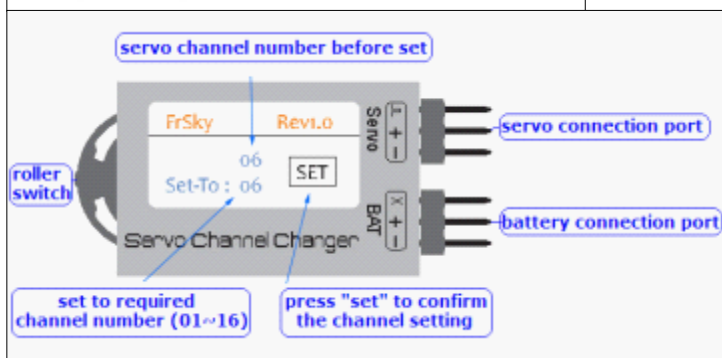 servo channel number before set
FrSky Rev1.0
Servo
+ −
servo connection port
roller
switch
06
SET
Set-To : 06
BAT
X + −
battery connection port
Servo Channel Changer
set to required
channel number (01~16)
press "set" to confirm
the channel setting